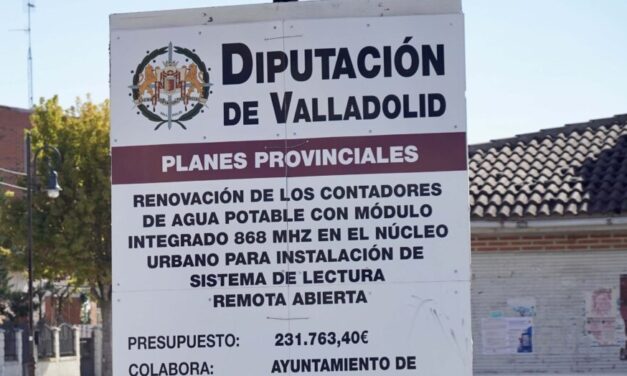 DIPUTACIÓN
DE VALLADOLID
PLANES PROVINCIALES
RENOVACIÓN DE LOS CONTADORES
DE AGUA POTABLE CON MÓDULO
INTEGRADO 868 MHZ EN EL NÚCLEO
URBANO PARA INSTALACIÓN DE
SISTEMA DE LECTURA
REMOTA ABIERTA
PRESUPUESTO: 231.763,40€
COLABORA: AYUNTAMIENTO DE